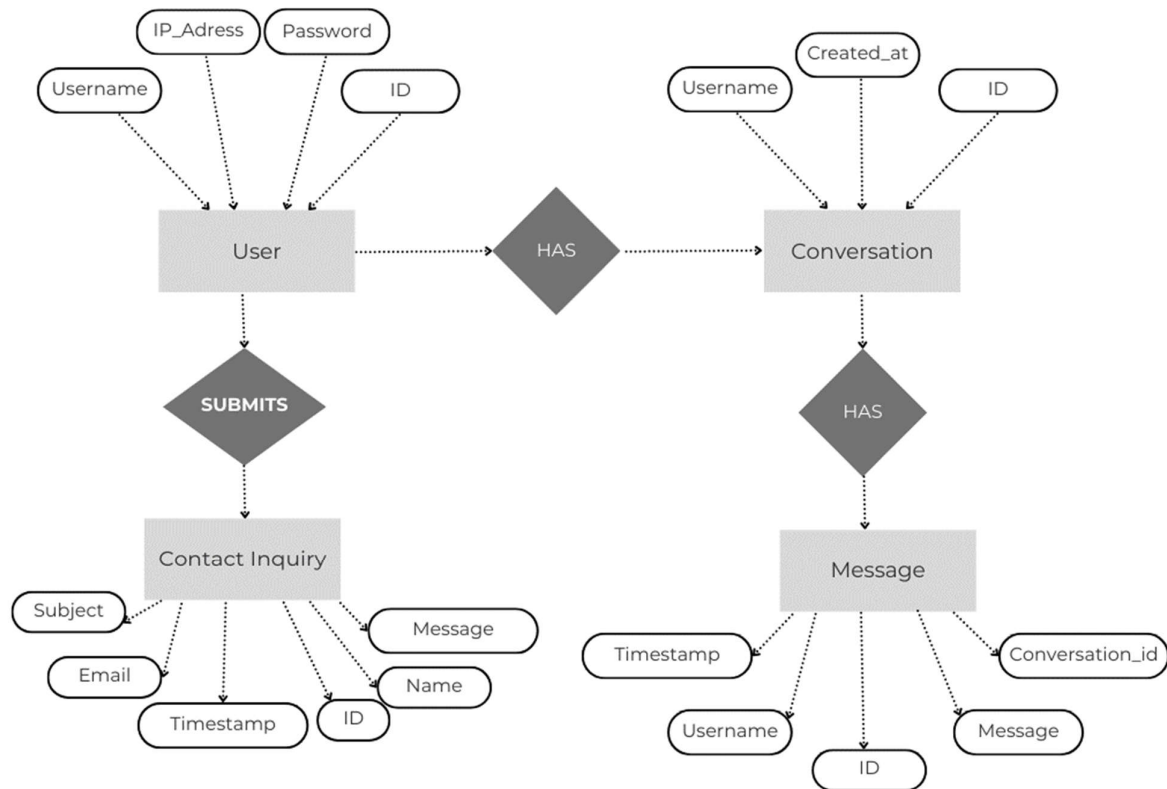 IP_Adress
Password
Username
ID
Created_at
Username
ID
User
HAS
Conversation
SUBMITS
HAS
Contact Inquiry
Message
Subject
Message
Email
Name
Timestamp
ID
Timestamp
Conversation_id
Username
Message
ID